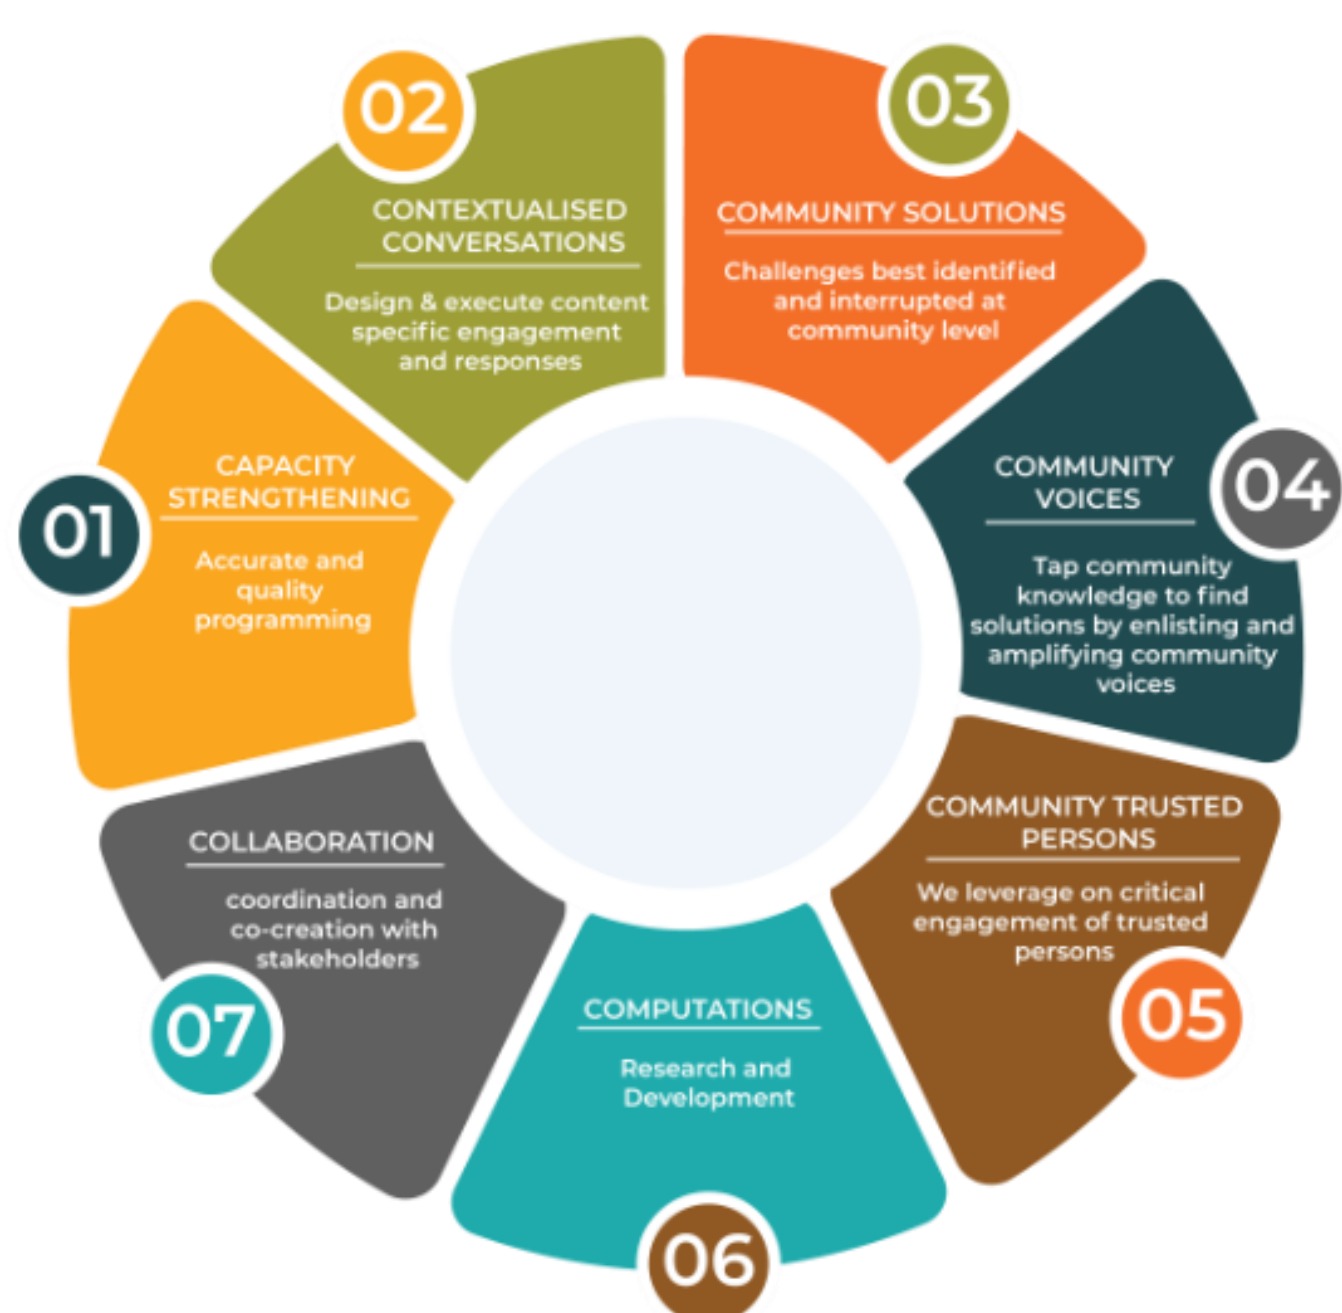 01
CAPACITY
STRENGTHENING
Accurate and
quality
programming
02
CONTEXTUALISED
CONVERSATIONS
Design & execute content
specific engagement
and responses
03
COMMUNITY SOLUTIONS
Challenges best identified
and interrupted at
community level
04
COMMUNITY
VOICES
Tap community
knowledge to find
solutions by enlisting and
amplifying community
voices
05
COMMUNITY TRUSTED
PERSONS
We leverage on critical
engagement of trusted
persons
06
COMPUTATIONS
Research and
Development
07
COLLABORATION
coordination and
co-creation with
stakeholders